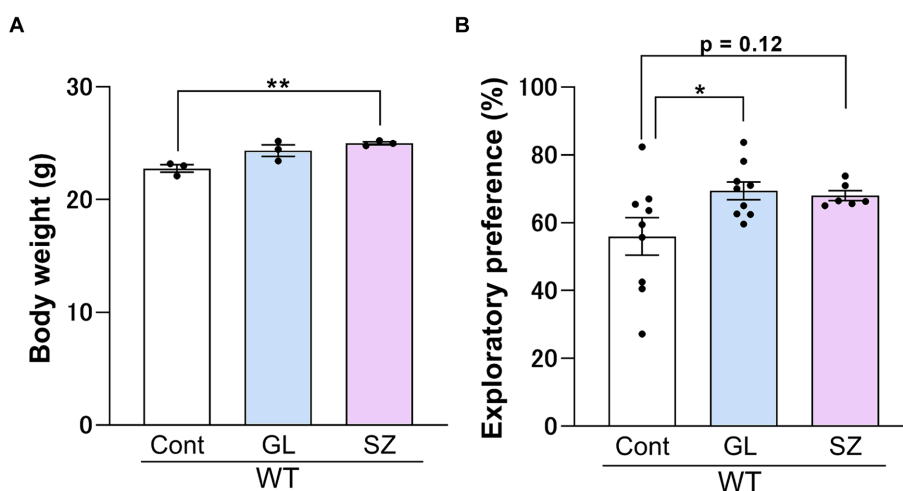 A
Body weight (g)
30
20
10
0
**
Cont GL SZ
WT
B
Exploratory preference (%)
100
80
60
40
20
0
p = 0.12
*
Cont GL SZ
WT